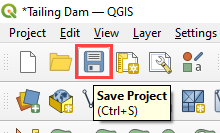 *Tailing Dam — QGIS
Project Edit View Layer Settings
Save Project
(Ctrl+S)